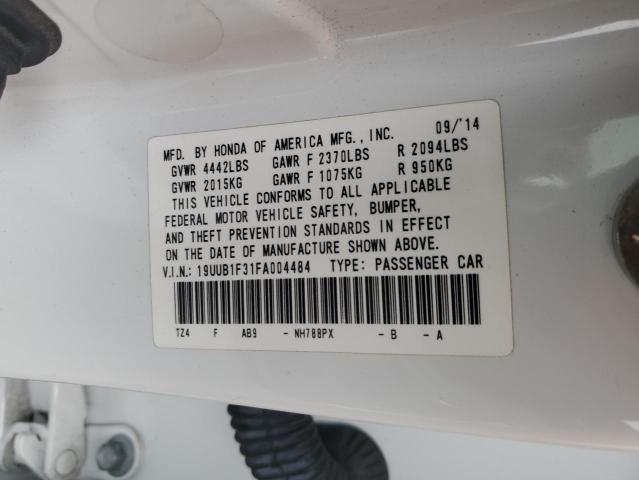 MFD. BY HONDA OF AMERICA MFG., INC. 09/'14
GVWR 4442LBS GAWR F 2370LBS R 2094LBS
GVWR 2015KG GAWR F 1075KG R 950KG
THIS VEHICLE CONFORMS TO ALL APPLICABLE
FEDERAL MOTOR VEHICLE SAFETY, BUMPER,
AND THEFT PREVENTION STANDARDS IN EFFECT
ON THE DATE OF MANUFACTURE SHOWN ABOVE.
V.I.N.: 19UUB1F31FA004484 TYPE: PASSENGER CAR
TZ4 F AB9 - NH788PX - B - A